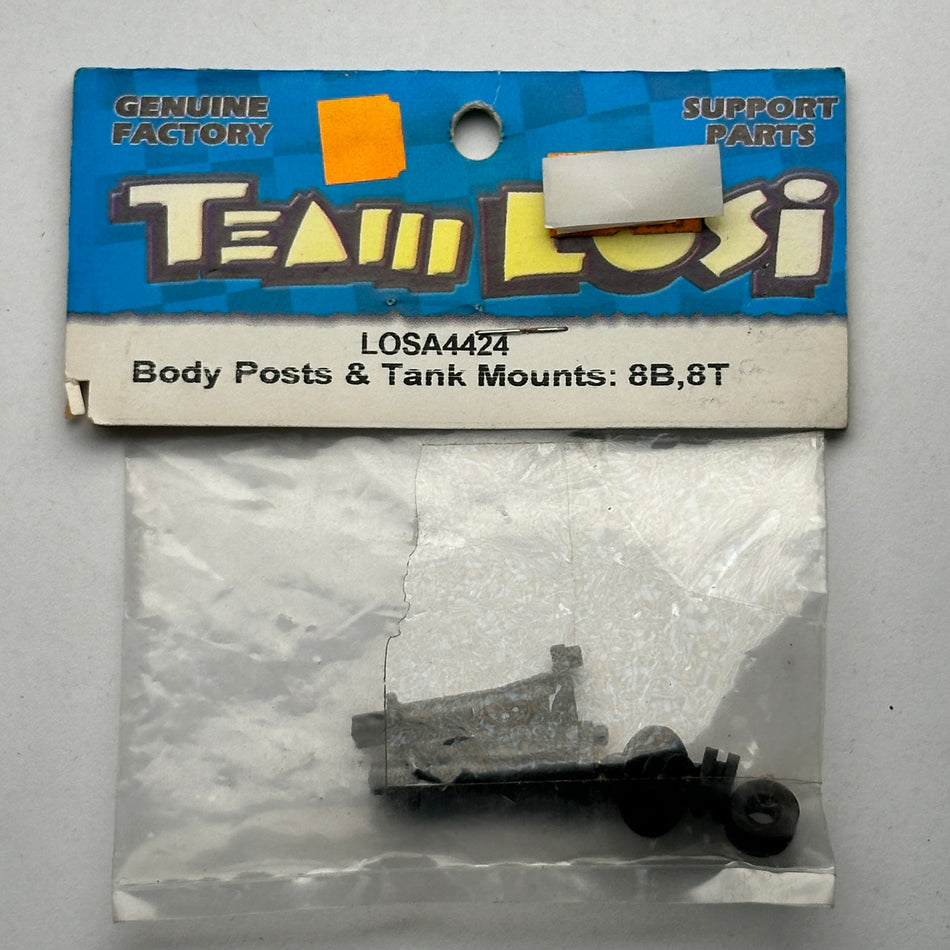 GENUINE
FACTORY
SUPPORT
PARTS
TEAM LOSi
LOSA4424
Body Posts & Tank Mounts: 8B,8T